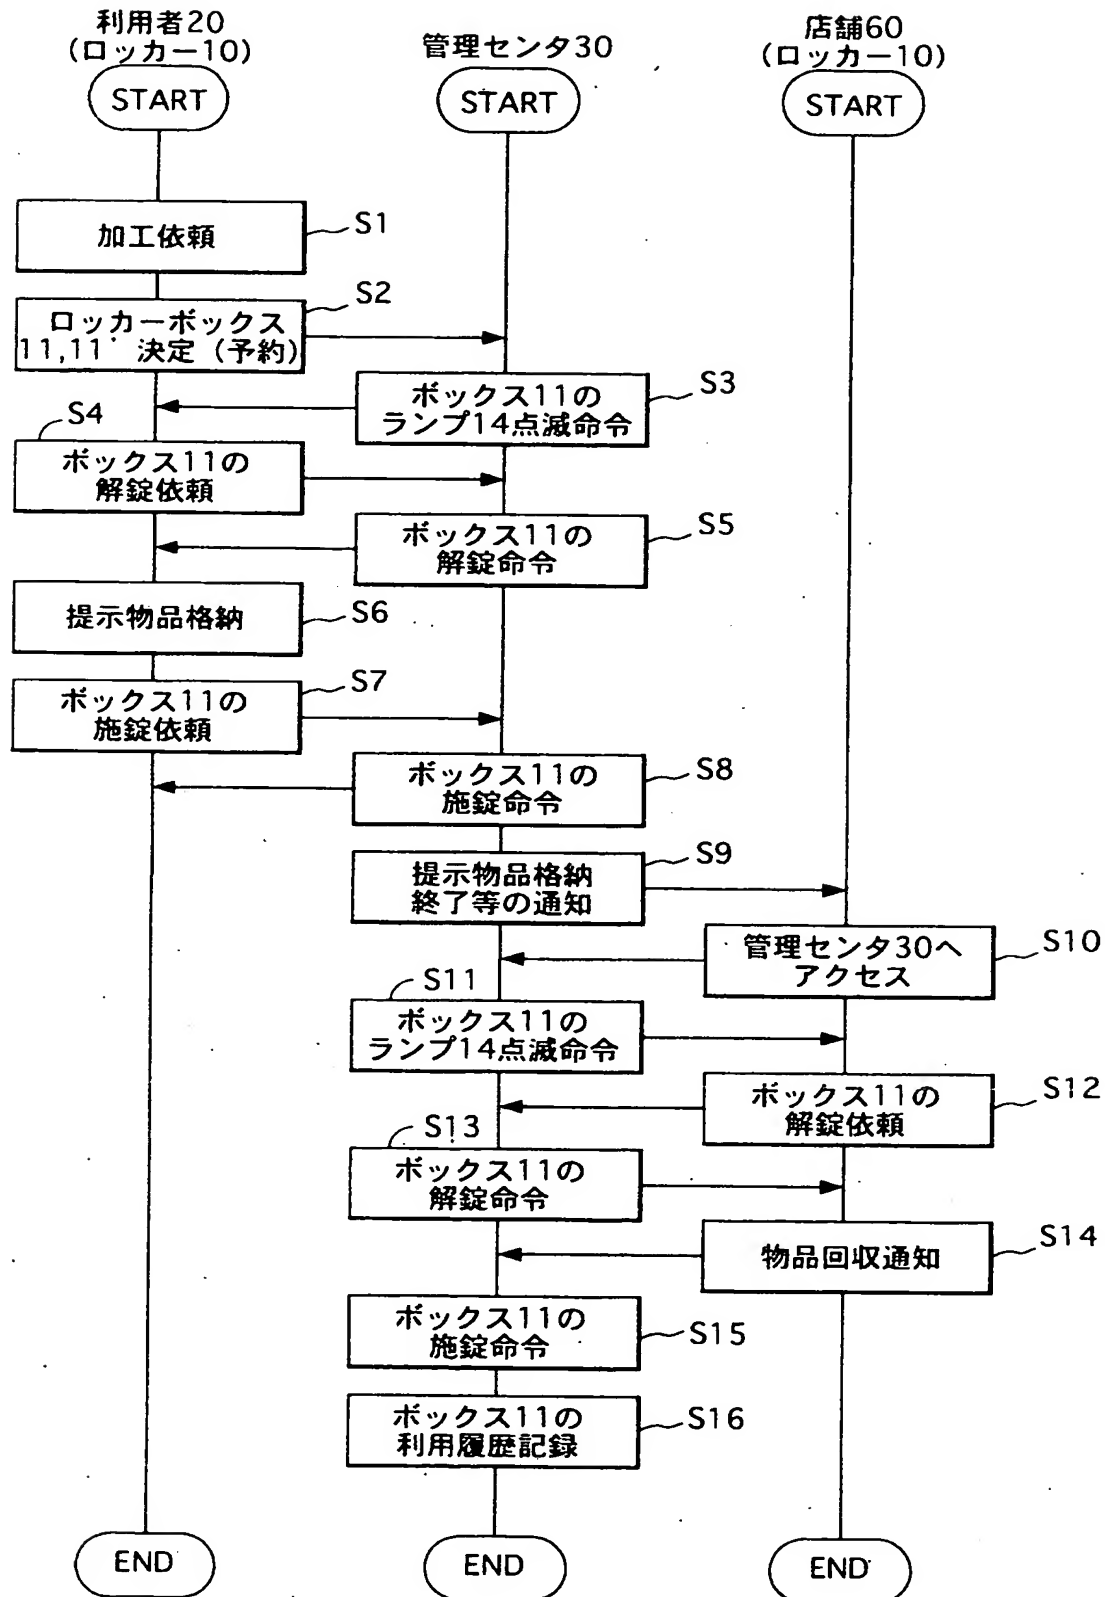 利用者20
(ロッカー10)
管理センタ30
店舗60
(ロッカー10)
START
START
START
加工依頼
S1
ロッカーボックス
11,11' 決定 (予約)
S2
ボックス11の
ランプ14点滅命令
S3
S4
ボックス11の
解錠依頼
ボックス11の
解錠命令
S5
提示物品格納
S6
ボックス11の
施錠依頼
S7
ボックス11の
施錠命令
S8
提示物品格納
終了等の通知
S9
管理センタ30へ
アクセス
S10
S11
ボックス11の
ランプ14点滅命令
ボックス11の
解錠依頼
S12
S13
ボックス11の
解錠命令
物品回収通知
S14
ボックス11の
施錠命令
S15
ボックス11の
利用履歴記録
S16
END
END
END